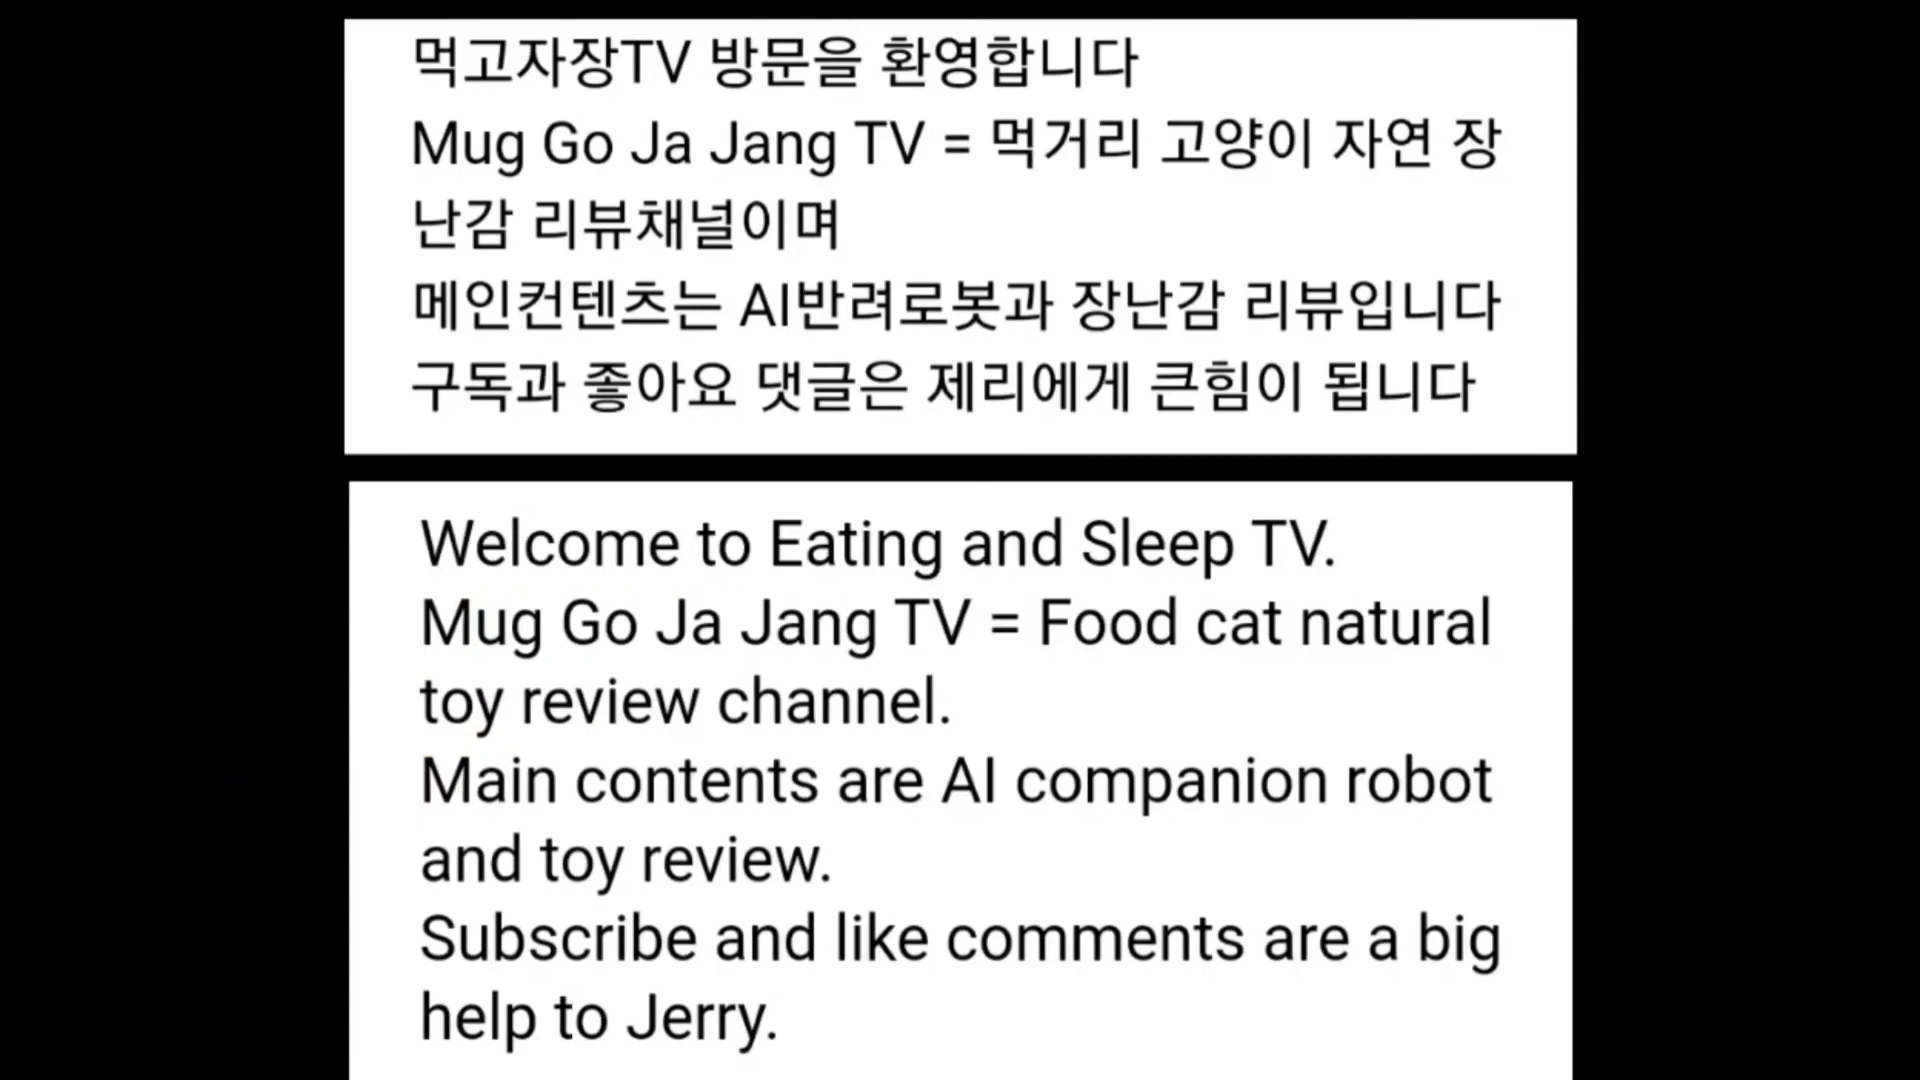 먹고자장TV 방문을 환영합니다
Mug Go Ja Jang TV = 먹거리 고양이 자연 장
난감 리뷰채널이며
메인컨텐츠는 AI반려로봇과 장난감 리뷰입니다
구독과 좋아요 댓글은 제리에게 큰힘이 됩니다
Welcome to Eating and Sleep TV.
Mug Go Ja Jang TV = Food cat natural
toy review channel.
Main contents are AI companion robot
and toy review.
Subscribe and like comments are a big
help to Jerry.